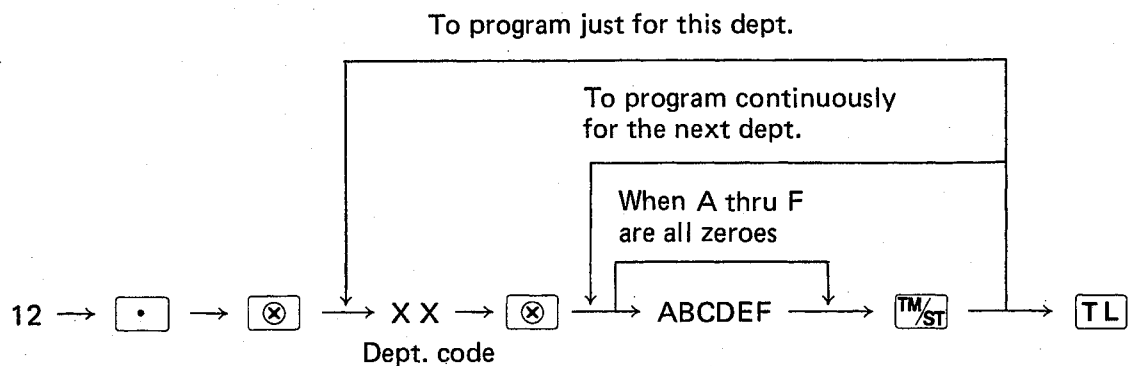 To program just for this dept.
To program continuously
for the next dept.
When A thru F
are all zeroes
12 → · → ⊗ → X X → ⊗ → ABCDEF → TM/ST → TL
Dept. code